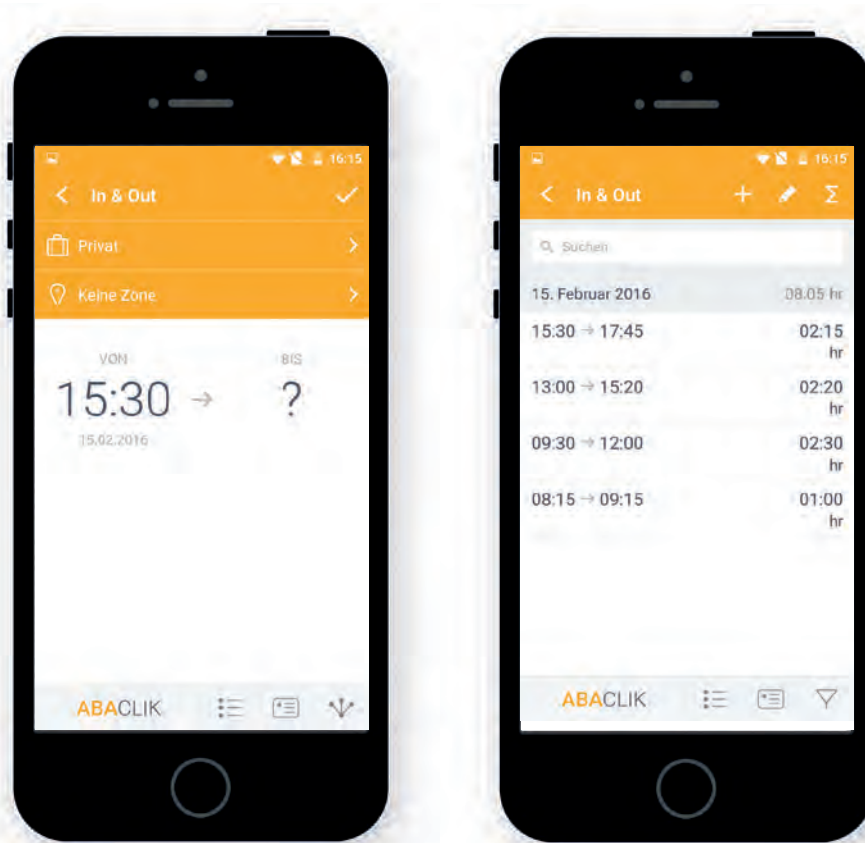 16:15
In & Out
Privat
Keine Zone
VON BIS
15:30 → ?
15.02.2016
ABACLIK
16:15
In & Out
Suchen
15. Februar 2016 08.05 hr
15:30 → 17:45 02:15
hr
13:00 → 15:20 02:20
hr
09:30 → 12:00 02:30
hr
08:15 → 09:15 01:00
hr
ABACLIK